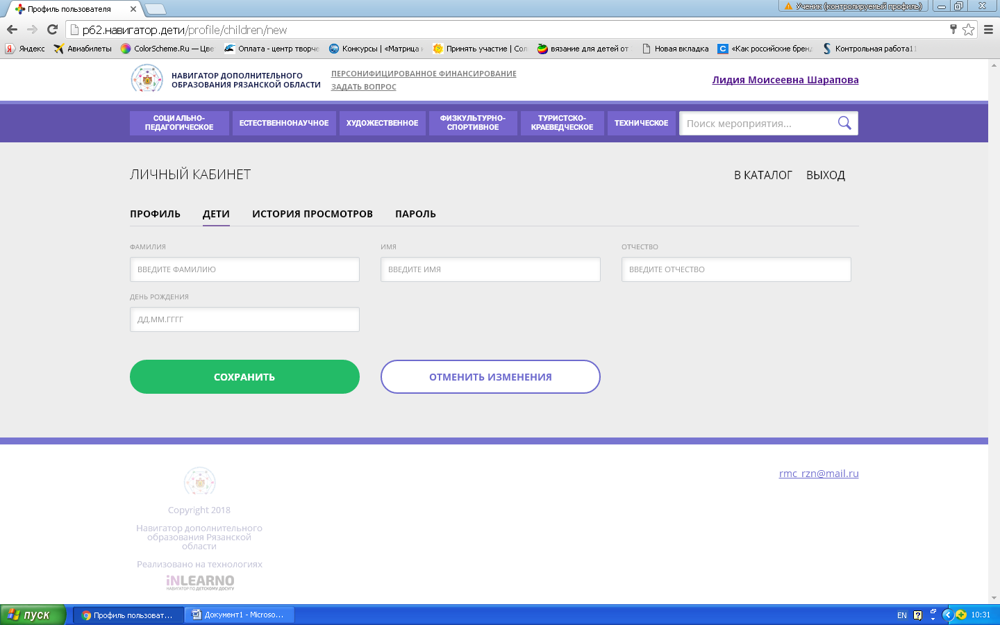 Профиль пользователя
Ученик (контролируемый профиль)
р62.навигатор.дети/profile/children/new
Яндекс
Авиабилеты
ColorScheme.Ru — Цве
Оплата - центр творче
Конкурсы | «Матрица
Принять участие | Сол
вязание для детей от
Новая вкладка
«Как российские бренд
Контрольная работа11
НАВИГАТОР ДОПОЛНИТЕЛЬНОГО
ОБРАЗОВАНИЯ РЯЗАНСКОЙ ОБЛАСТИ
ПЕРСОНИФИЦИРОВАННОЕ ФИНАНСИРОВАНИЕ
ЗАДАТЬ ВОПРОС
Лидия Моисеевна Шарапова
СОЦИАЛЬНО-
ПЕДАГОГИЧЕСКОЕ
ЕСТЕСТВЕННОНАУЧНОЕ
ХУДОЖЕСТВЕННОЕ
ФИЗКУЛЬТУРНО-
СПОРТИВНОЕ
ТУРИСТСКО-
КРАЕВЕДЧЕСКОЕ
ТЕХНИЧЕСКОЕ
Поиск мероприятия...
ЛИЧНЫЙ КАБИНЕТ
В КАТАЛОГ ВЫХОД
ПРОФИЛЬ ДЕТИ ИСТОРИЯ ПРОСМОТРОВ ПАРОЛЬ
ФАМИЛИЯ
ИМЯ
ОТЧЕСТВО
ВВЕДИТЕ ФАМИЛИЮ
ВВЕДИТЕ ИМЯ
ВВЕДИТЕ ОТЧЕСТВО
ДЕНЬ РОЖДЕНИЯ
ДД.ММ.ГГГГ
СОХРАНИТЬ
ОТМЕНИТЬ ИЗМЕНЕНИЯ
rmc_rzn@mail.ru
Copyright 2018
Навигатор дополнительного
образования Рязанской
области
Реализовано на технологиях
iNLEARNO
НАВИГАТОР ПО ДЕТСКОМУ ДОСУГУ
пуск
Профиль пользоват...
Документ1 - Microso...
EN
10:31